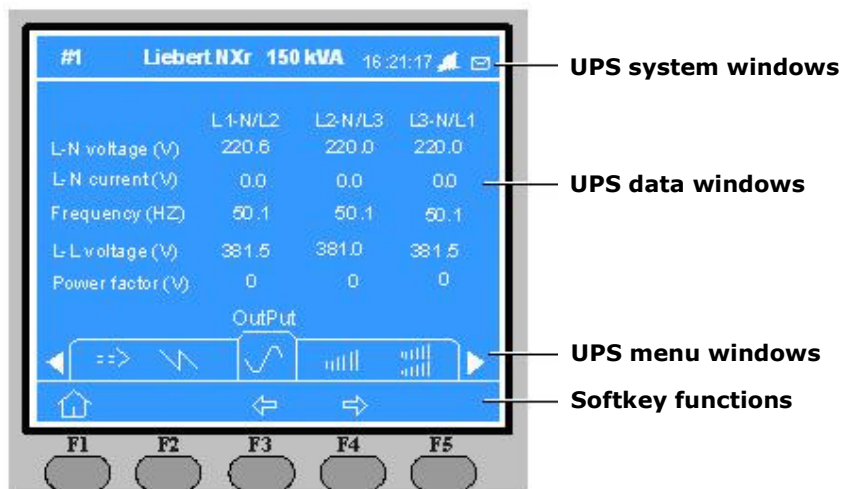 #1 Liebert NXr 150 kVA 16:21:17
UPS system windows
L1-N/L2 L2-N/L3 L3-N/L1
L-N voltage (V) 220.6 220.0 220.0
L-N current (V) 0.0 0.0 0.0
UPS data windows
Frequency (HZ) 50.1 50.1 50.1
L-L voltage (V) 381.5 381.0 381.5
Power factor (V) 0 0 0
OutPut
UPS menu windows
Softkey functions
F1 F2 F3 F4 F5